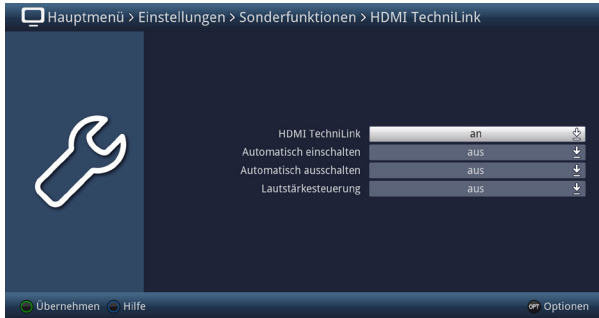 Hauptmenü > Einstellungen > Sonderfunktionen > HDMI TechniLink
HDMI TechniLink an
Automatisch einschalten aus
Automatisch ausschalten aus
Lautstärkesteuerung aus
Übernehmen Hilfe OPT Optionen